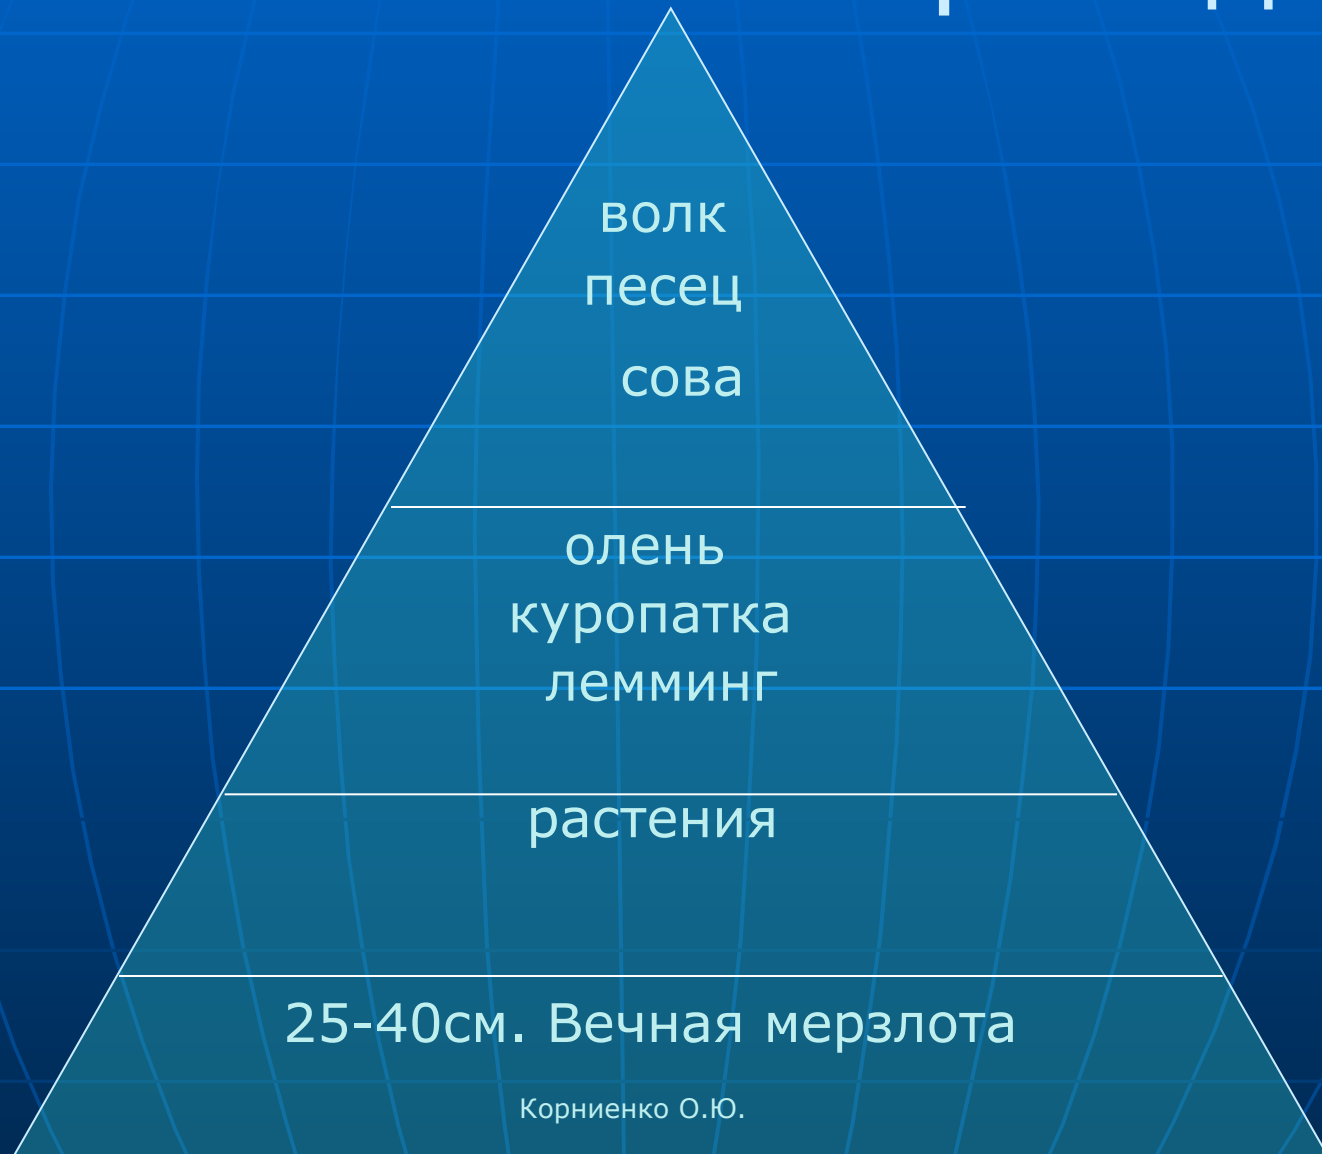 волк
песец
сова
олень
куропатка
лемминг
растения
25-40см. Вечная мерзлота
Корниенко О.Ю.